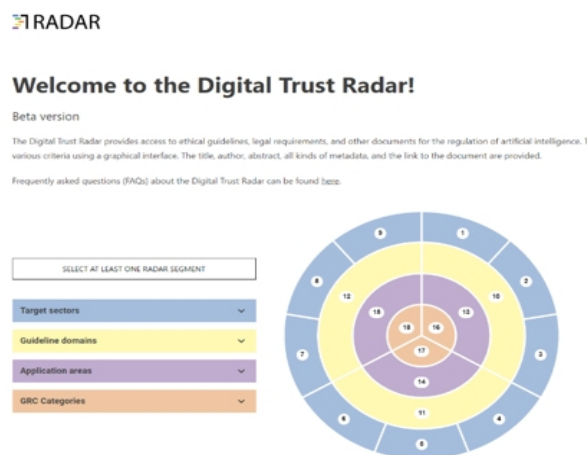 RADAR
Welcome to the Digital Trust Radar!
Beta version
The Digital Trust Radar provides access to ethical guidelines, legal requirements, and other documents for the regulation of artificial intelligence. T
various criteria using a graphical interface. The title, author, abstract, all kinds of metadata, and the link to the document are provided.
Frequently asked questions (FAQs) about the Digital Trust Radar can be found here.
SELECT AT LEAST ONE RADAR SEGMENT
Target sectors
Guideline domains
Application areas
GRC Categories
9 1
8 2
12 10
15 13
18 16
17
7 3
14
11
6 4
5